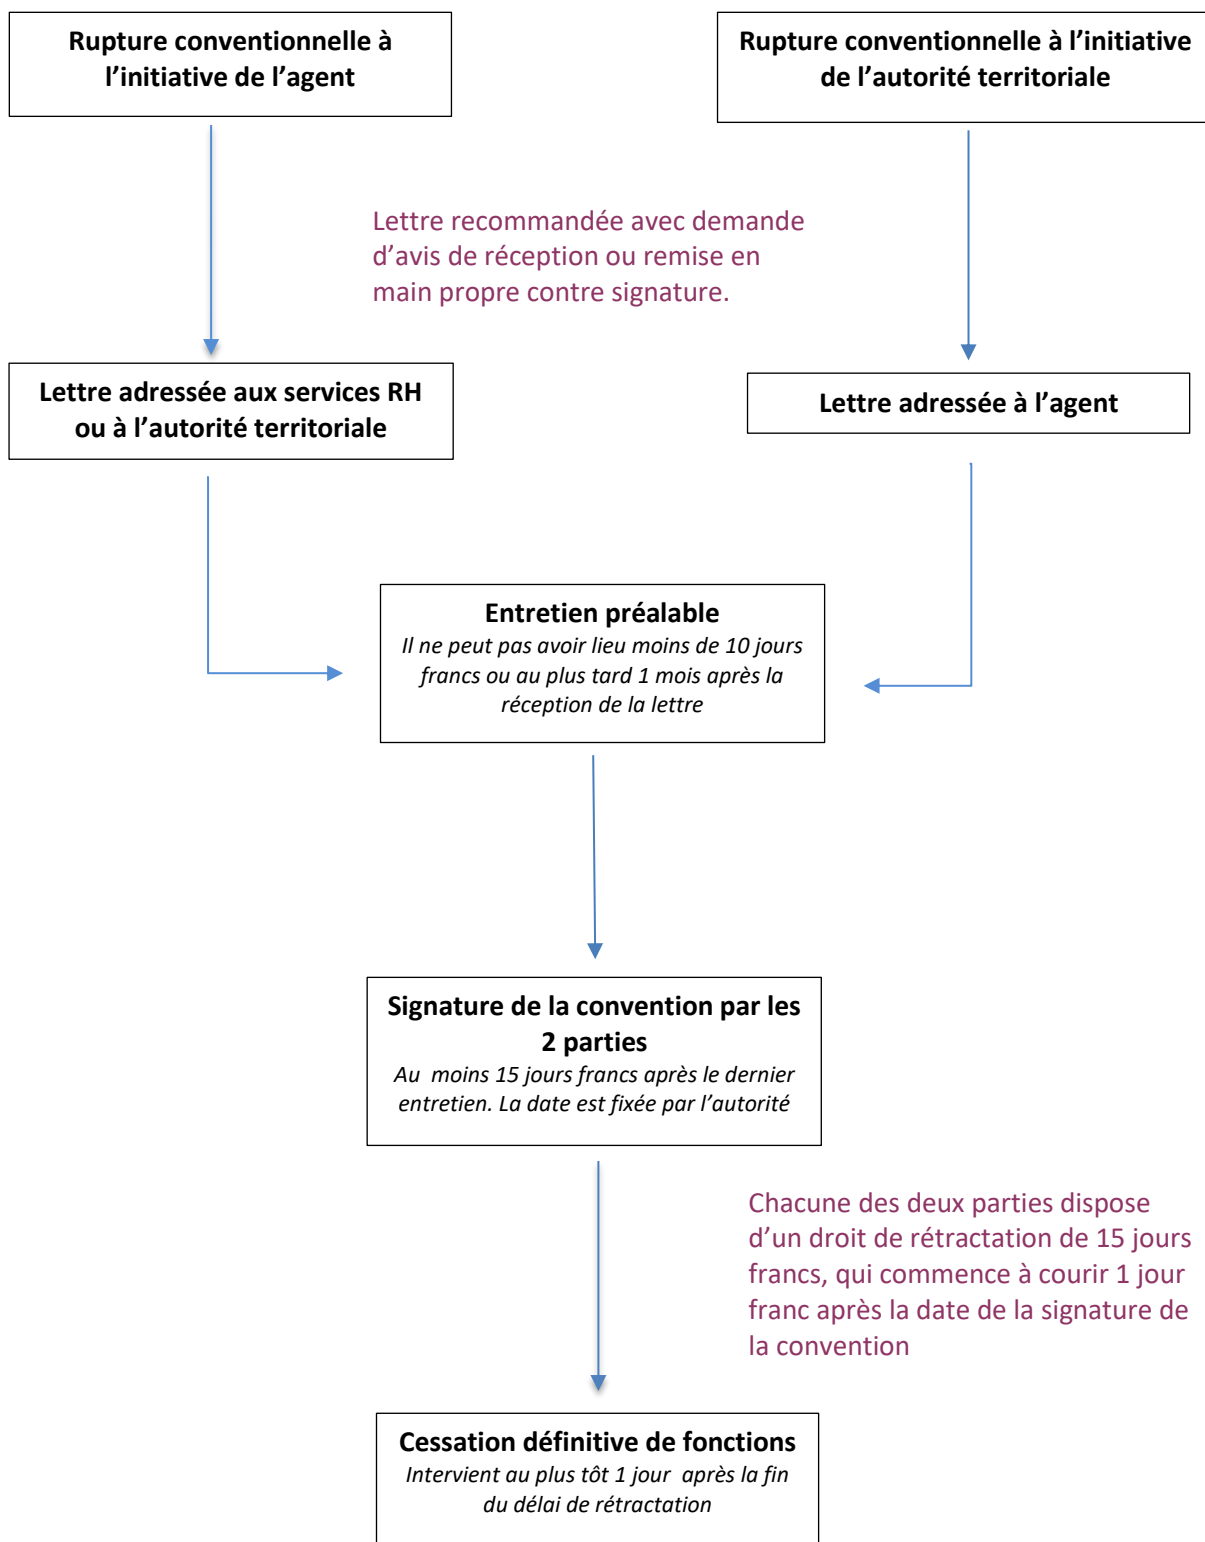 Rupture conventionnelle à
l’initiative de l’agent
Rupture conventionnelle à l’initiative
de l’autorité territoriale
Lettre recommandée avec demande
d’avis de réception ou remise en
main propre contre signature.
Lettre adressée aux services RH
ou à l’autorité territoriale
Lettre adressée à l’agent
Entretien préalable
Il ne peut pas avoir lieu moins de 10 jours
francs ou au plus tard 1 mois après la
réception de la lettre
Signature de la convention par les
2 parties
Au  moins 15 jours francs après le dernier
entretien. La date est fixée par l’autorité
Chacune des deux parties dispose
d’un droit de rétractation de 15 jours
francs, qui commence à courir 1 jour
franc après la date de la signature de
la convention
Cessation définitive de fonctions
Intervient au plus tôt 1 jour  après la fin
du délai de rétractation